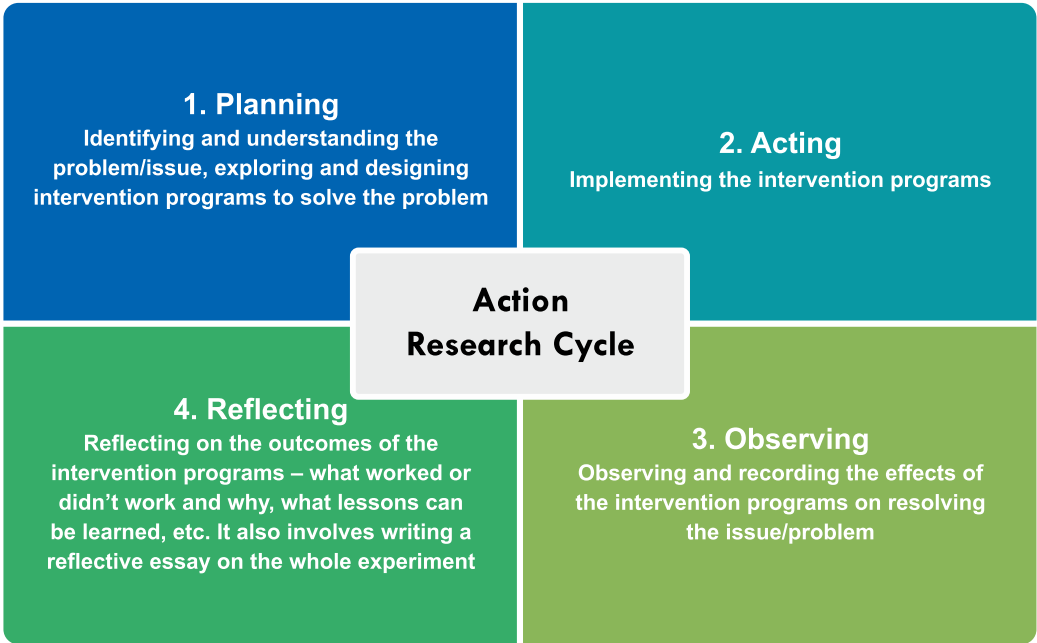 1. Planning
Identifying and understanding the
problem/issue, exploring and designing
intervention programs to solve the problem
2. Acting
Implementing the intervention programs
Action
Research Cycle
4. Reflecting
Reflecting on the outcomes of the
intervention programs – what worked or
didn’t work and why, what lessons can
be learned, etc. It also involves writing a
reflective essay on the whole experiment
3. Observing
Observing and recording the effects of
the intervention programs on resolving
the issue/problem